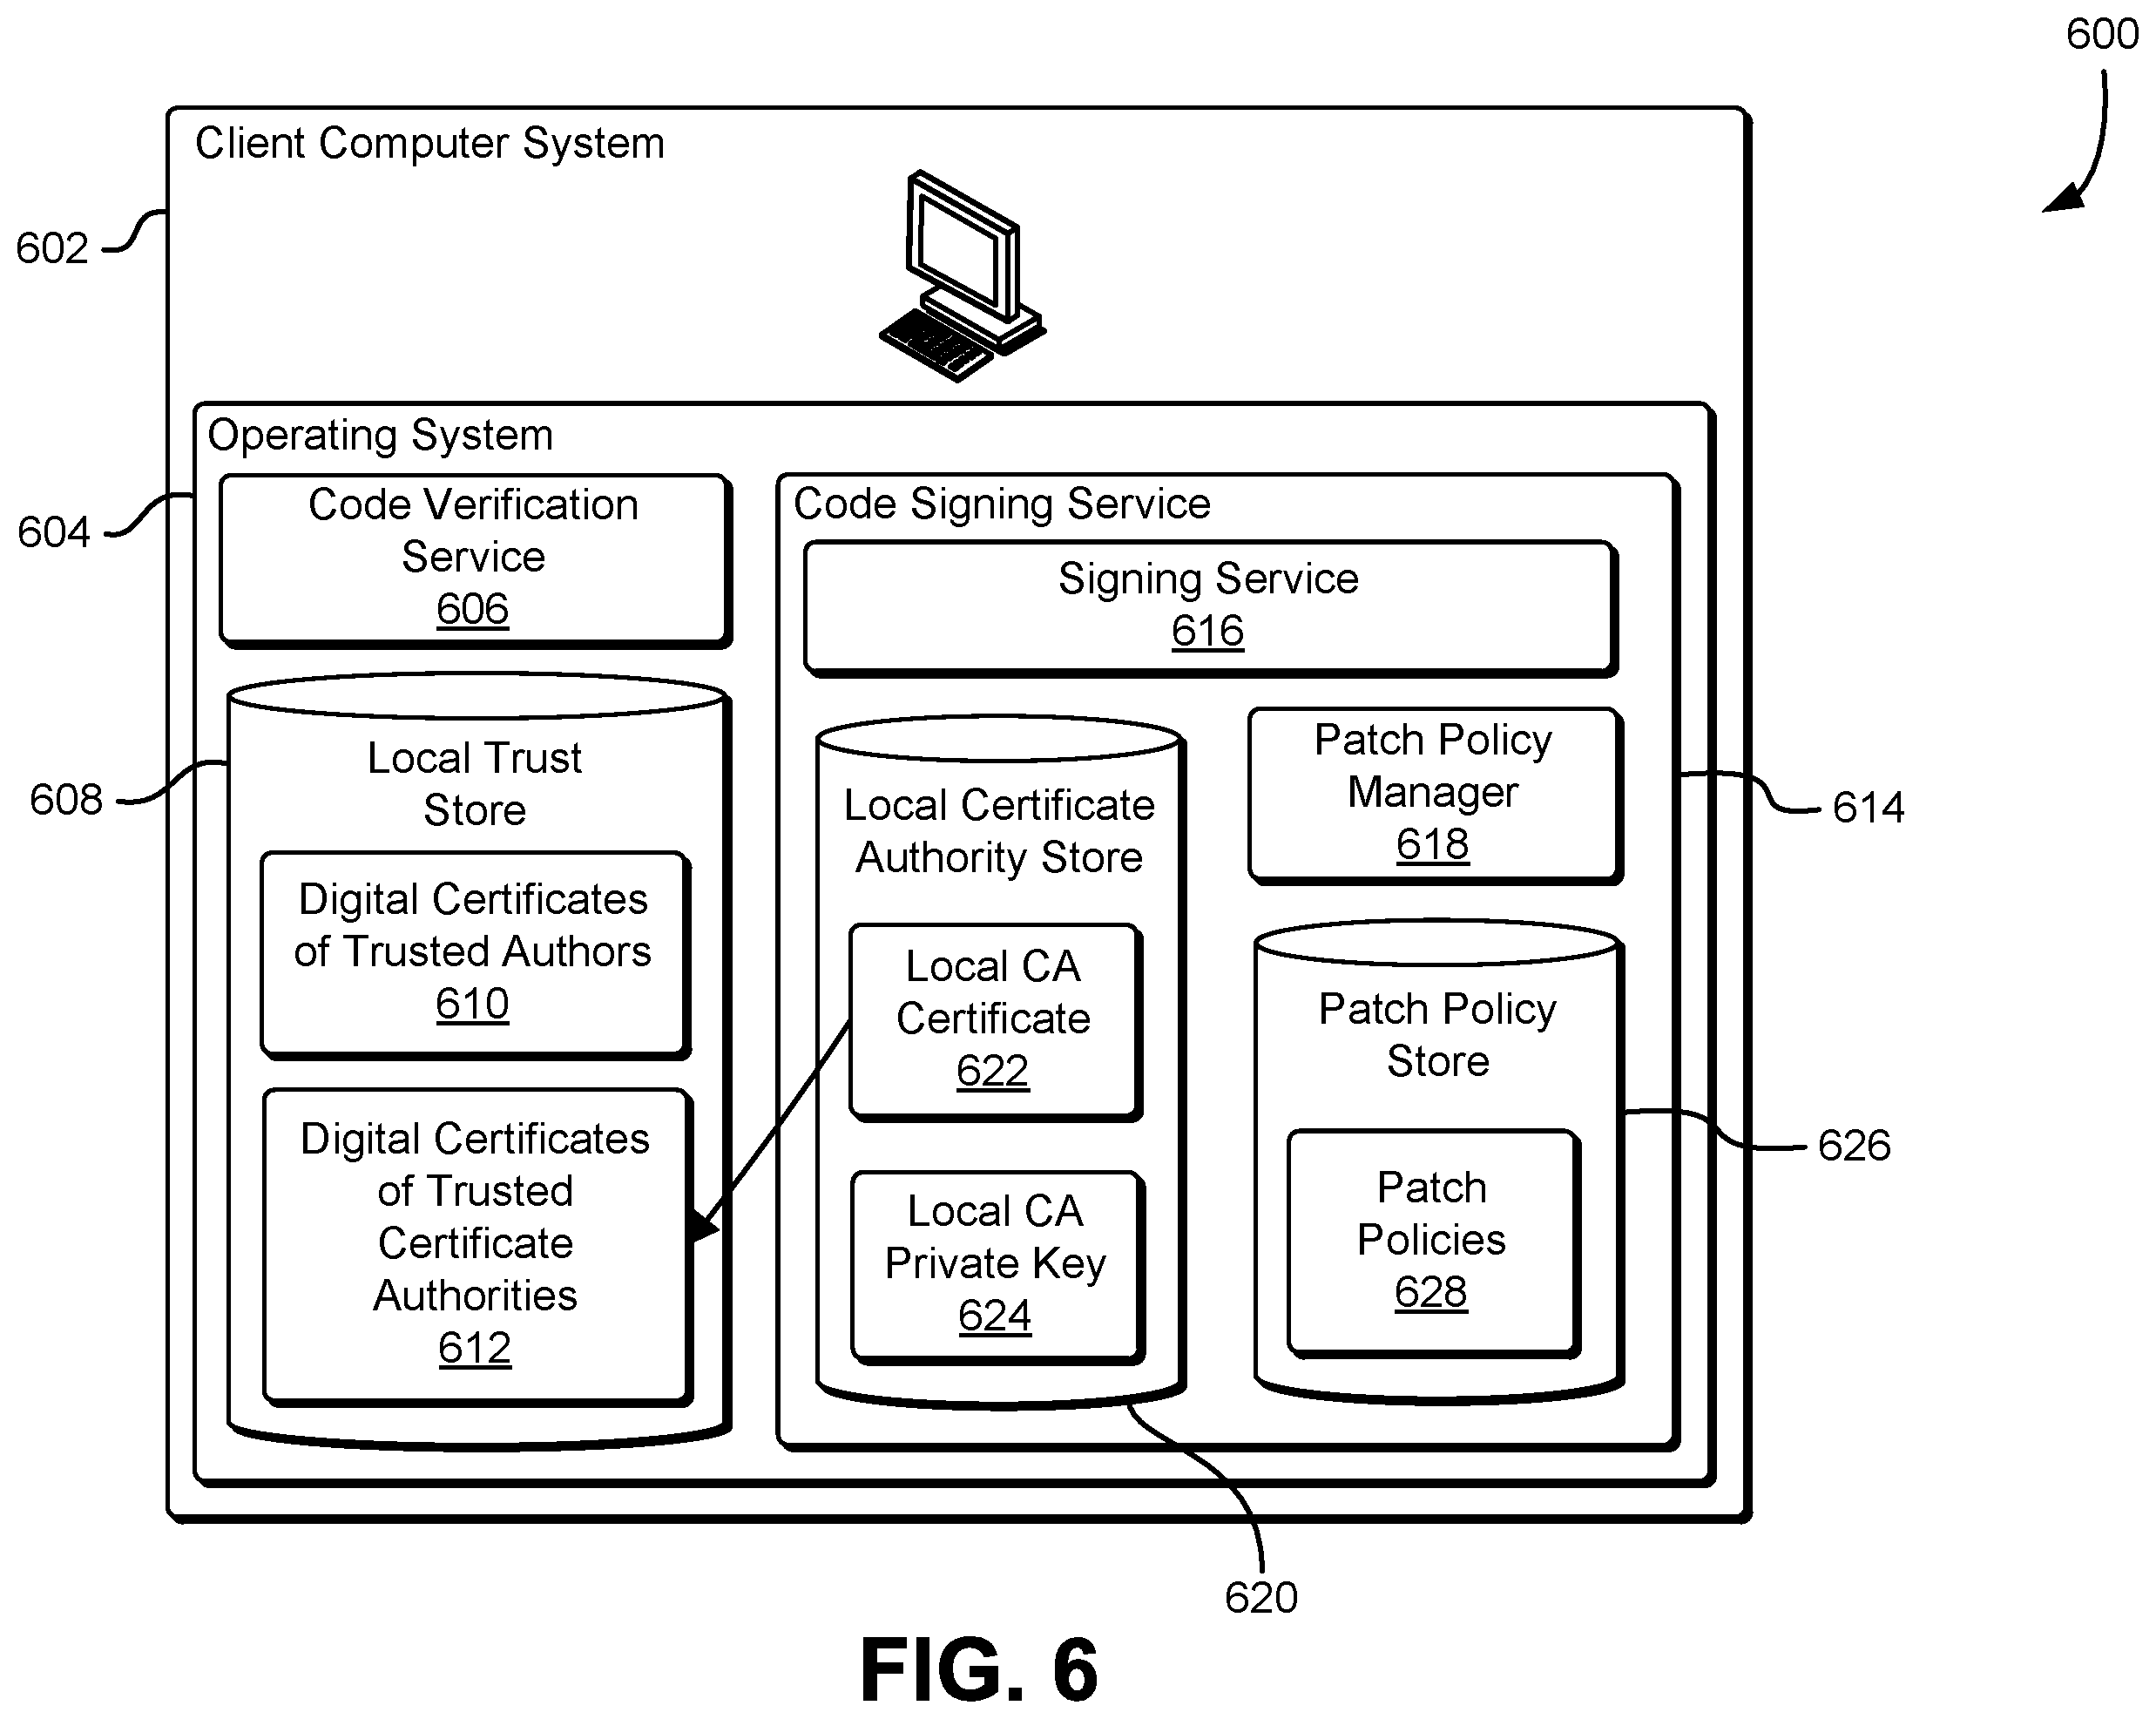 600
Client Computer System
602
Operating System
604
Code Verification
Service
606
Local Trust
Store
608
Digital Certificates
of Trusted Authors
610
Digital Certificates
of Trusted
Certificate
Authorities
612
Code Signing Service
614
Signing Service
616
Local Certificate
Authority Store
Local CA
Certificate
622
Local CA
Private Key
624
620
Patch Policy
Manager
618
Patch Policy
Store
626
Patch
Policies
628
FIG. 6